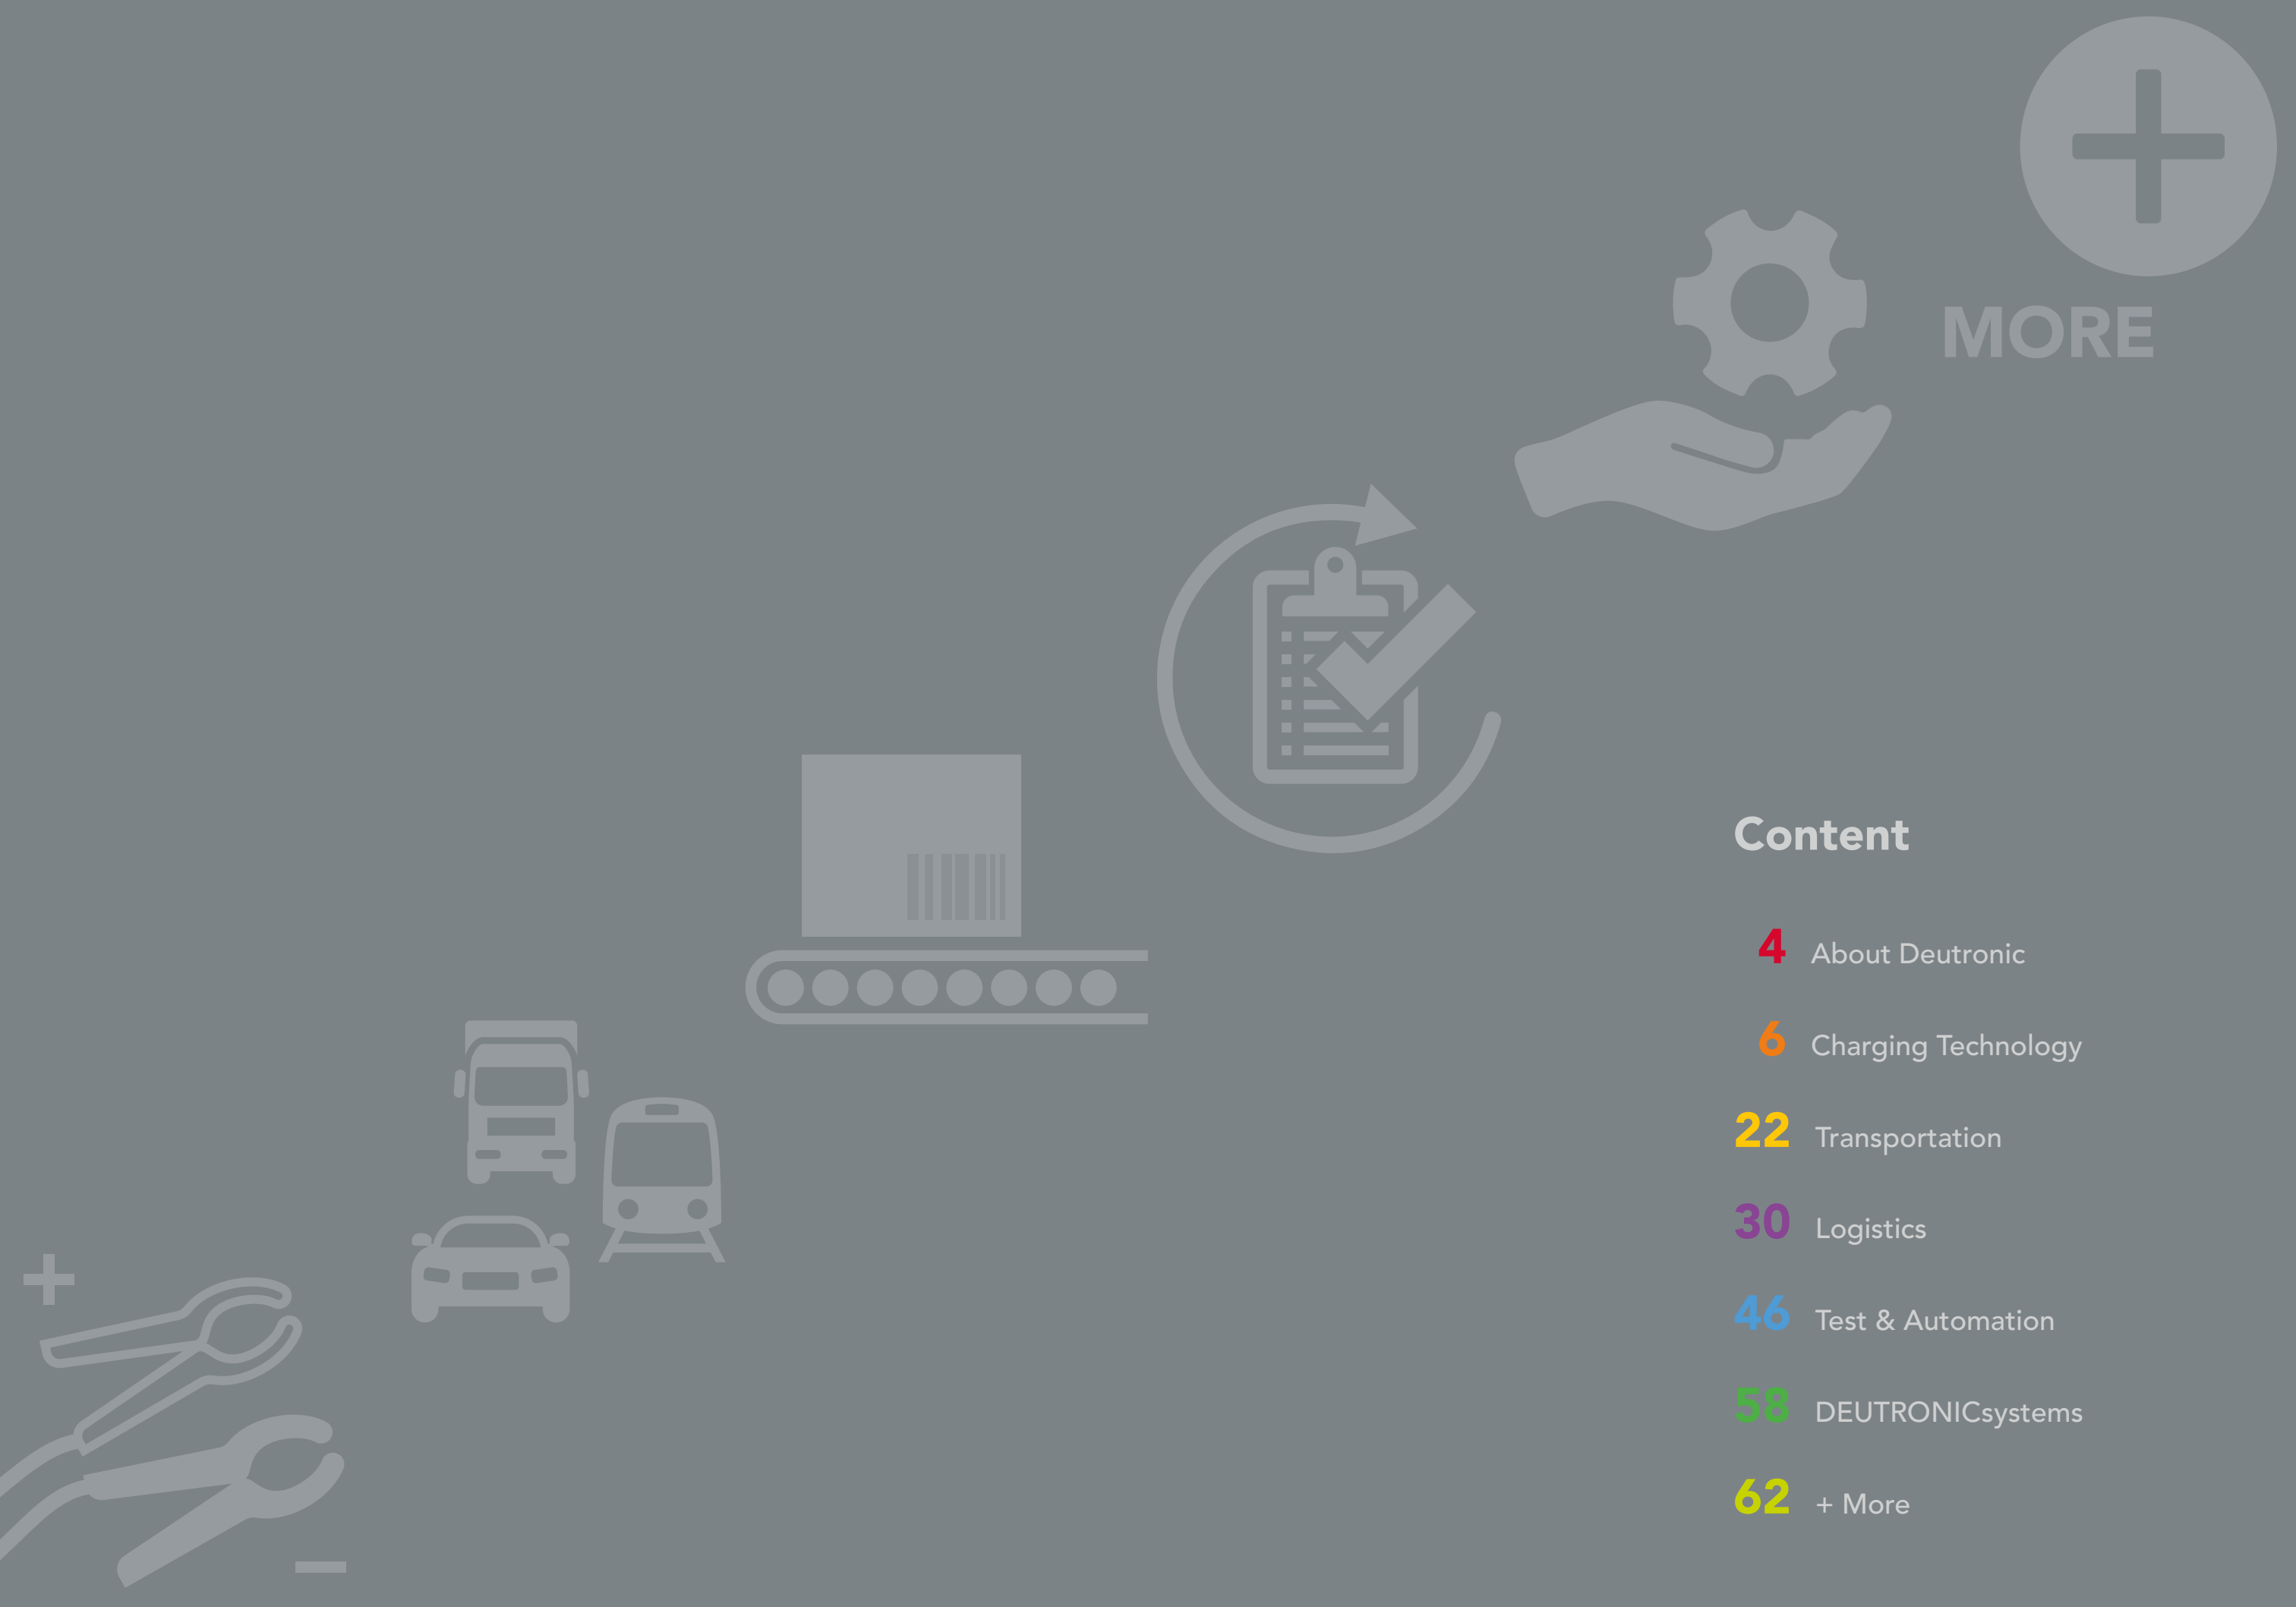 MORE
Content
4 About Deutronic
6 Charging Technology
22 Transportation
30 Logistics
46 Test & Automation
58 DEUTRONICsystems
62 + More